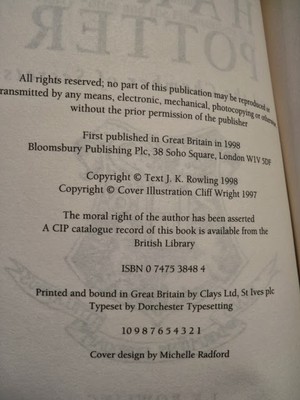 POTTER
All rights reserved; no part of this publication may be reproduced or
transmitted by any means, electronic, mechanical, photocopying or otherwise
without the prior permission of the publisher
First published in Great Britain in 1998
Bloomsbury Publishing Plc, 38 Soho Square, London W1V 5DF
Copyright © Text J. K. Rowling 1998
Copyright © Cover Illustration Cliff Wright 1997
The moral right of the author has been asserted
A CIP catalogue record of this book is available from the
British Library
ISBN 0 7475 3848 4
Printed and bound in Great Britain by Clays Ltd, St Ives plc
Typeset by Dorchester Typesetting
10 9 8 7 6 5 4 3 2 1
Cover design by Michelle Radford